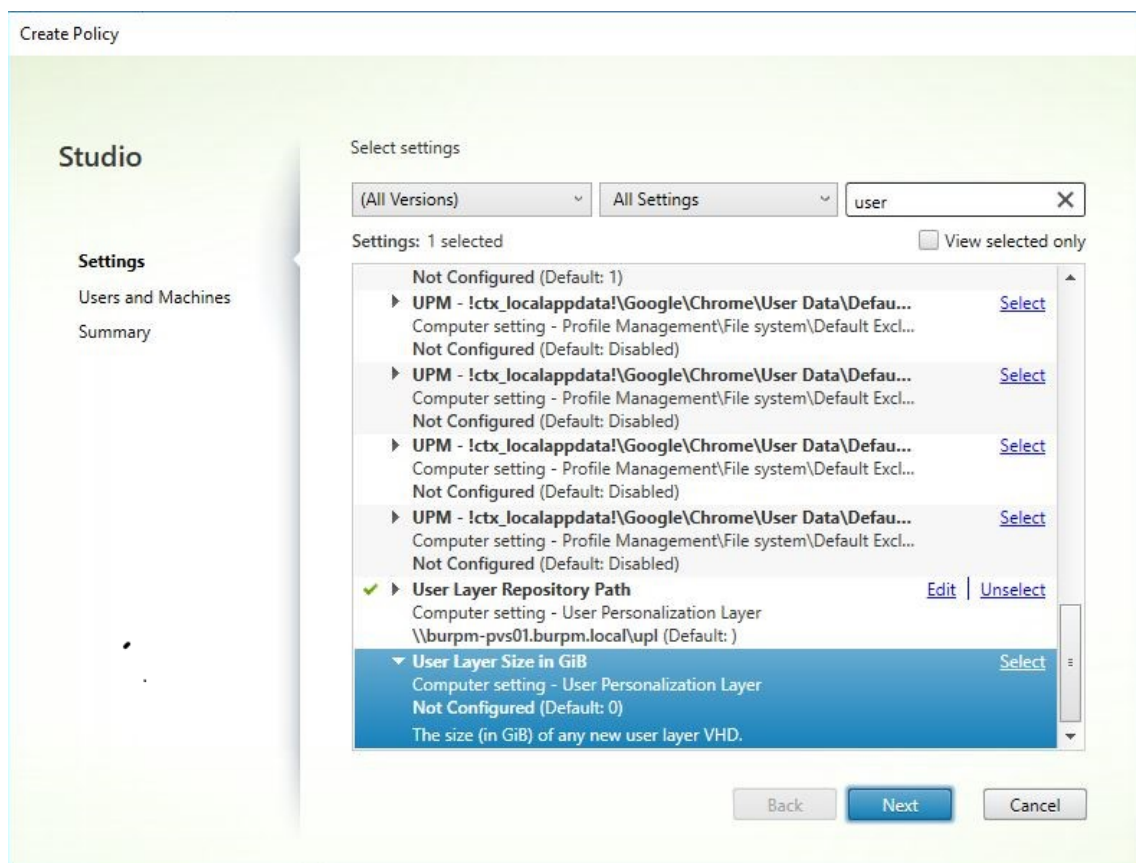 Create Policy
Studio
Settings
Users and Machines
Summary
Select settings
(All Versions)
All Settings
user
Settings: 1 selected
View selected only
Not Configured (Default: 1)
UPM - !ctx_localappdata!\Google\Chrome\User Data\Defau...
Select
Computer setting - Profile Management\File system\Default Excl...
Not Configured (Default: Disabled)
UPM - !ctx_localappdata!\Google\Chrome\User Data\Defau...
Select
Computer setting - Profile Management\File system\Default Excl...
Not Configured (Default: Disabled)
UPM - !ctx_localappdata!\Google\Chrome\User Data\Defau...
Select
Computer setting - Profile Management\File system\Default Excl...
Not Configured (Default: Disabled)
UPM - !ctx_localappdata!\Google\Chrome\User Data\Defau...
Select
Computer setting - Profile Management\File system\Default Excl...
Not Configured (Default: Disabled)
User Layer Repository Path
Edit | Unselect
Computer setting - User Personalization Layer
\\burpm-pvs01.burpm.local\upl (Default: )
User Layer Size in GiB
Select
Computer setting - User Personalization Layer
Not Configured (Default: 0)
The size (in GiB) of any new user layer VHD.
Back
Next
Cancel